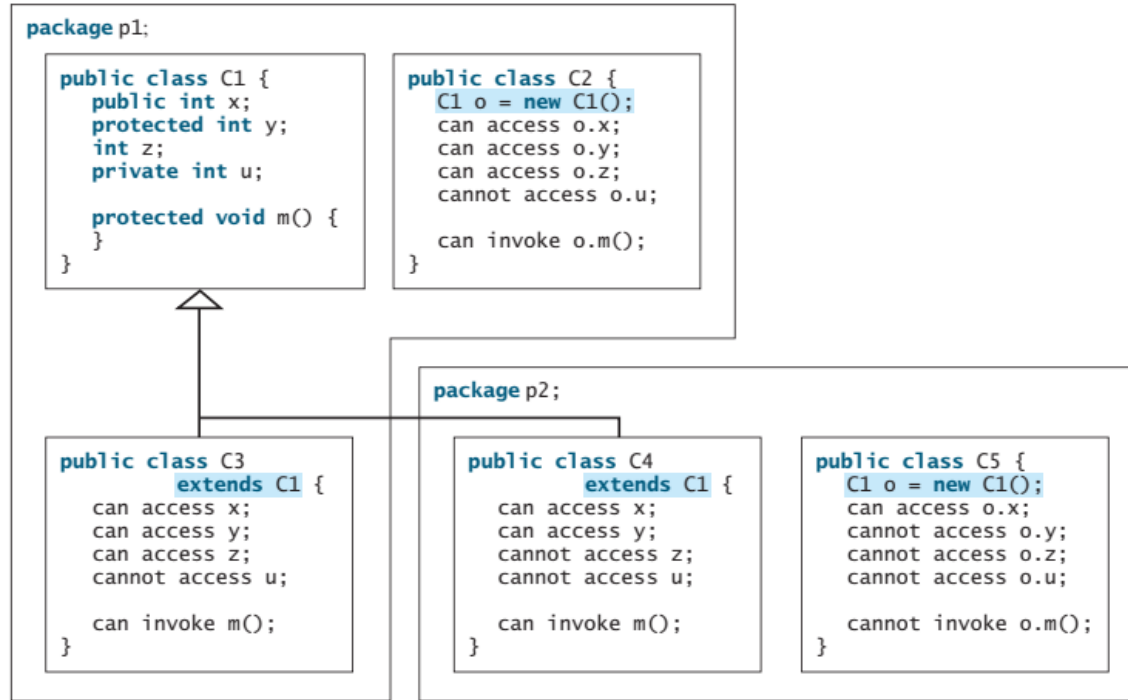 package p1;
public class C1 {
public int x;
protected int y;
int z;
private int u;
protected void m() {
}
}
public class C2 {
C1 o = new C1();
can access o.x;
can access o.y;
can access o.z;
cannot access o.u;
can invoke o.m();
}
package p2;
public class C3
extends C1 {
can access x;
can access y;
can access z;
cannot access u;
can invoke m();
}
public class C4
extends C1 {
can access x;
can access y;
cannot access z;
cannot access u;
can invoke m();
}
public class C5 {
C1 o = new C1();
can access o.x;
cannot access o.y;
cannot access o.z;
cannot access o.u;
cannot invoke o.m();
}